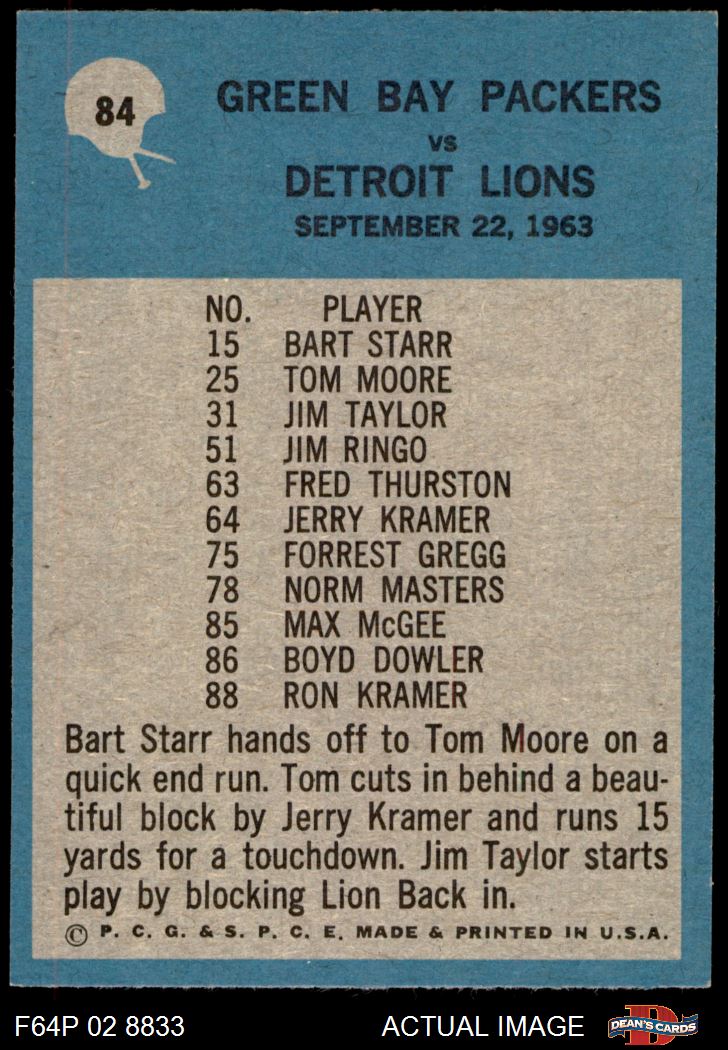 84
GREEN BAY PACKERS
VS
DETROIT LIONS
SEPTEMBER 22, 1963
NO. PLAYER
15 BART STARR
25 TOM MOORE
31 JIM TAYLOR
51 JIM RINGO
63 FRED THURSTON
64 JERRY KRAMER
75 FORREST GREGG
78 NORM MASTERS
85 MAX McGEE
86 BOYD DOWLER
88 RON KRAMER
Bart Starr hands off to Tom Moore on a
quick end run. Tom cuts in behind a beau-
tiful block by Jerry Kramer and runs 15
yards for a touchdown. Jim Taylor starts
play by blocking Lion Back in.
© P. C. G. & S. P. C. E. MADE & PRINTED IN U.S.A.
F64P 02 8833 ACTUAL IMAGE D DEAN'S CARDS